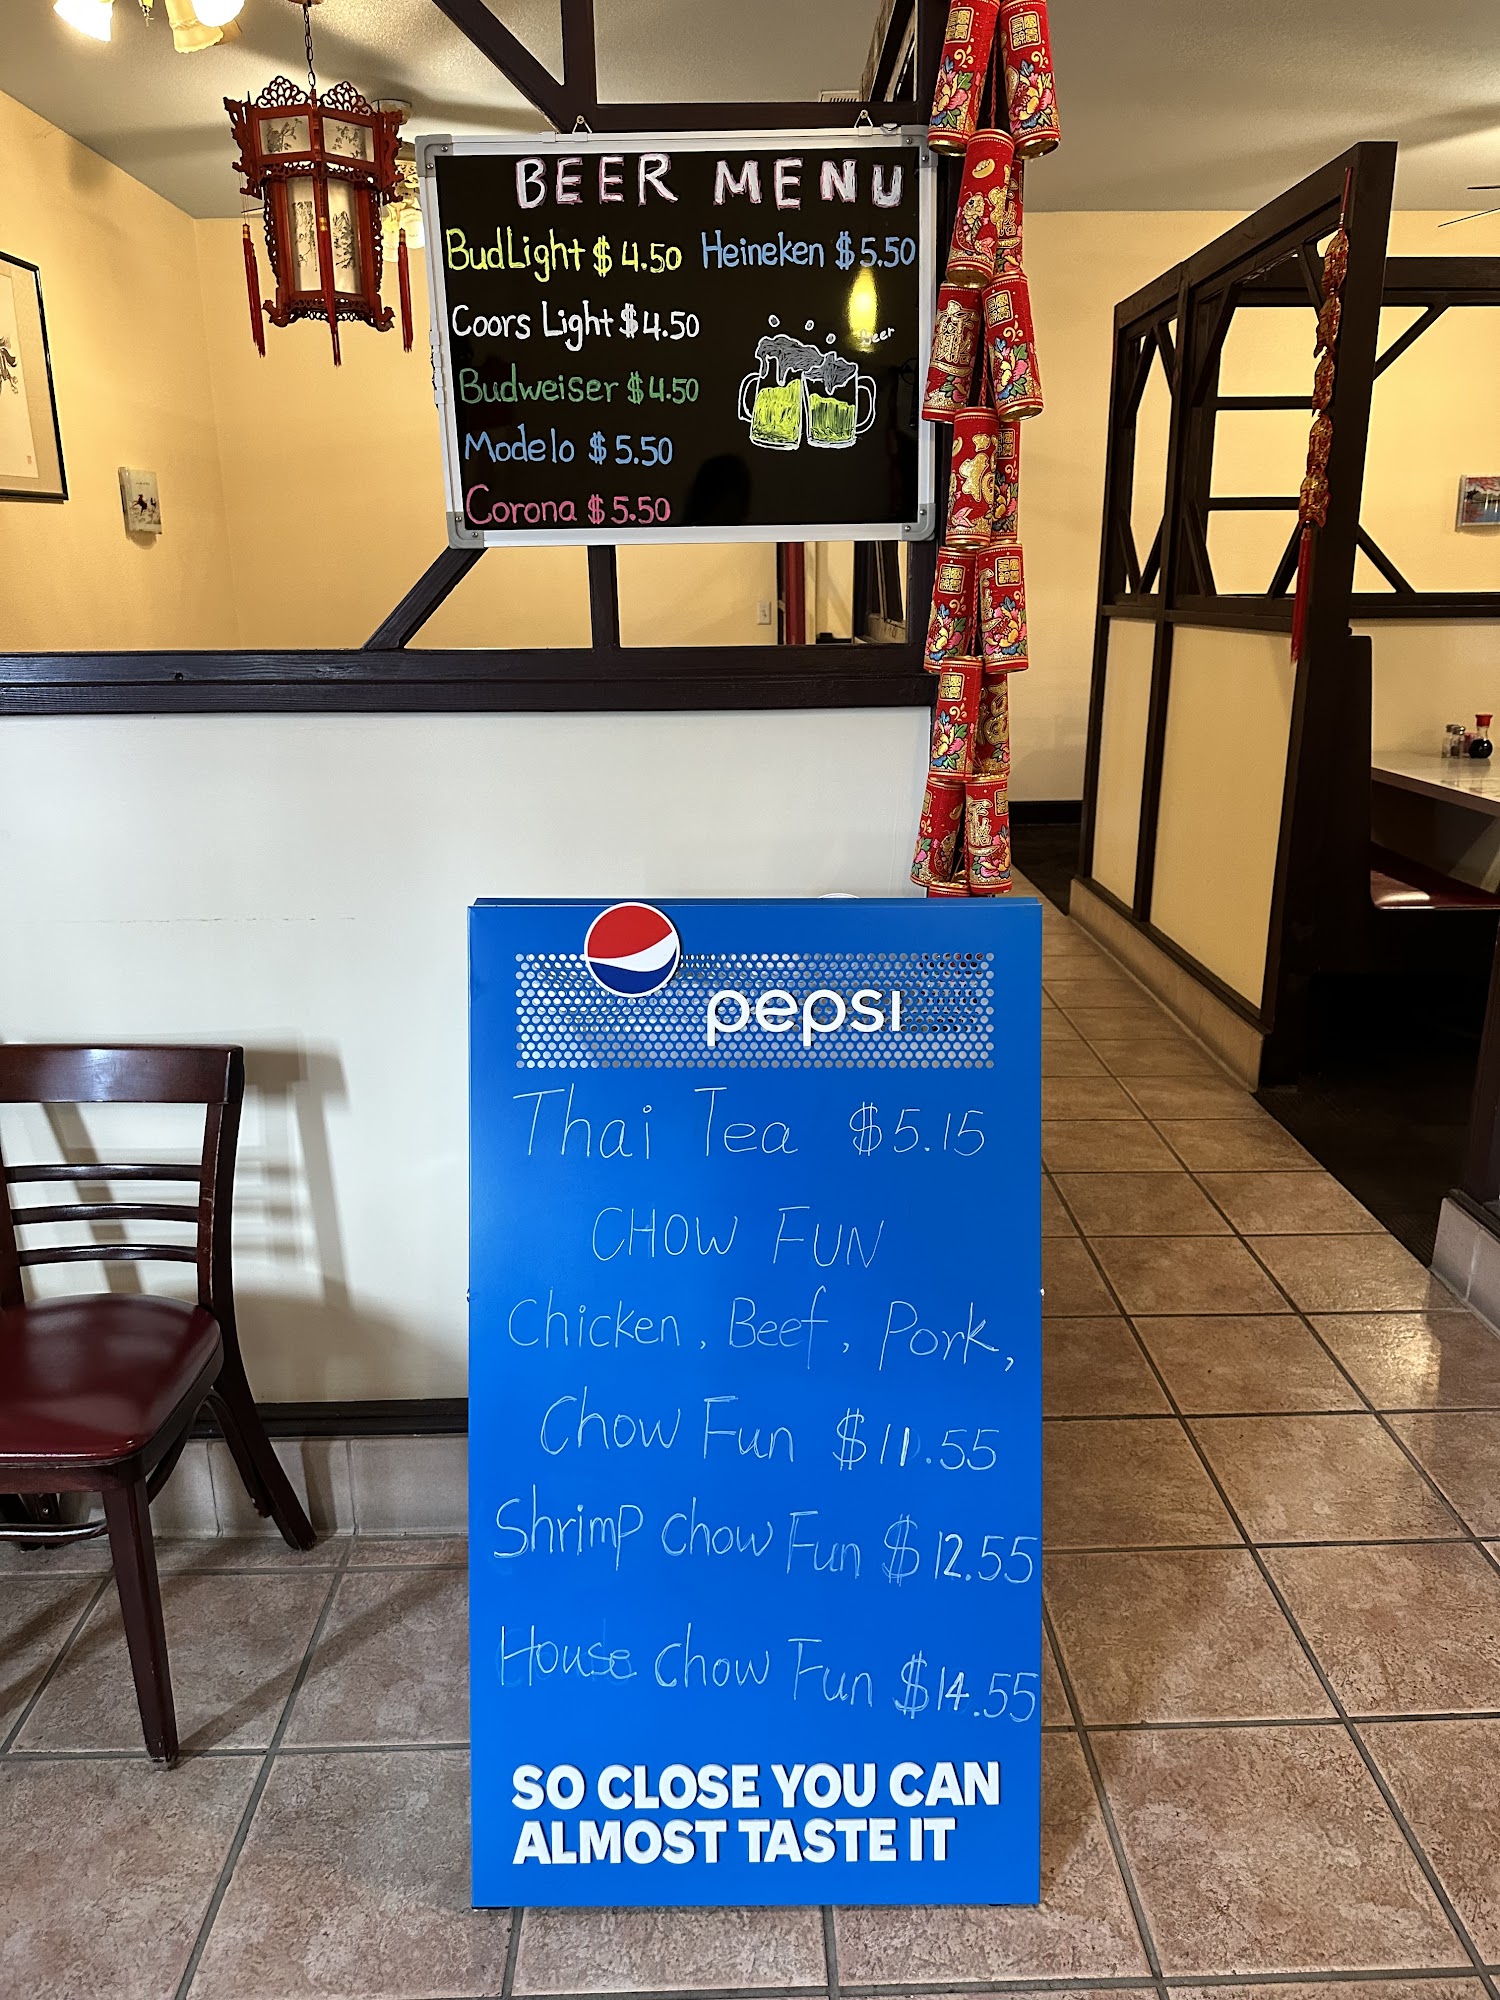 BEER MENU
BudLight $4.50 Heineken $5.50
Coors Light $4.50
Beer
Budweiser $4.50
Modelo $5.50
Corona $5.50
pepsi
Thai Tea $5.15
CHOW FUN
Chicken, Beef, Pork,
Chow Fun $11.55
Shrimp Chow Fun $12.55
House Chow Fun $14.55
SO CLOSE YOU CAN
ALMOST TASTE IT